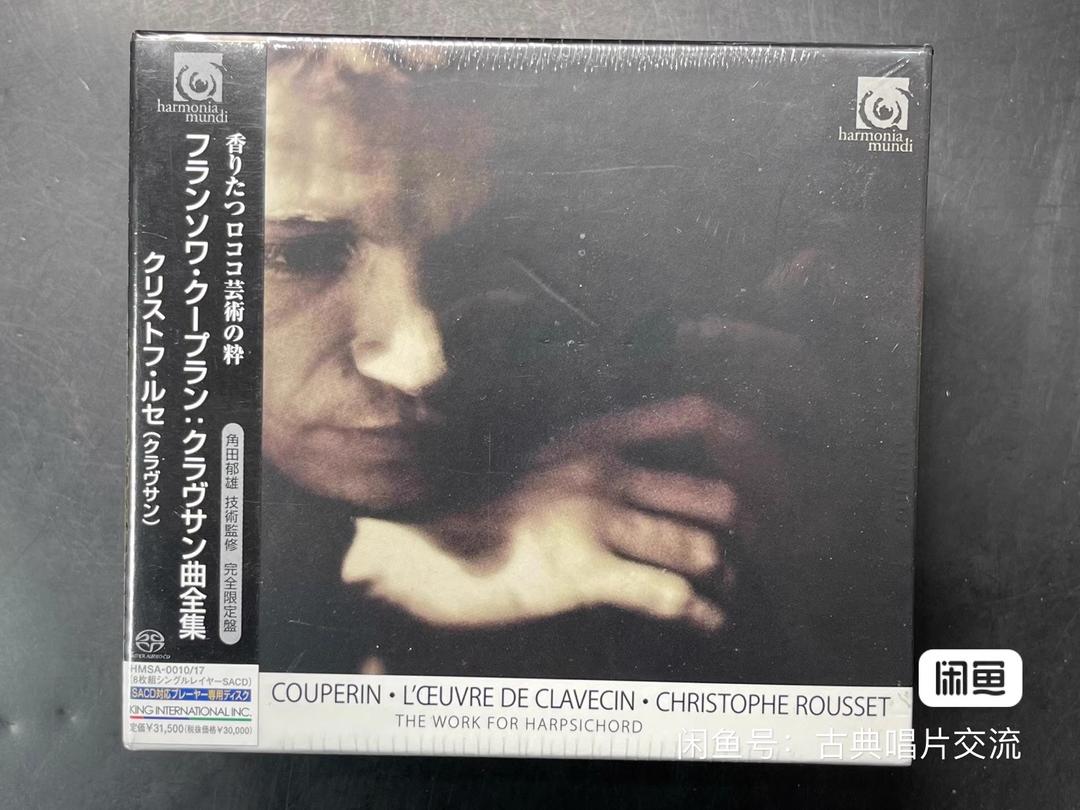 harmonia
mundi
香りたつロココ芸術の粋
フランソワ・クープラン:クラヴサン曲全集
クリストフ・ルセ(クラヴサン)
角田郁雄 技術監修 完全限定盤
SUPER AUDIO CD
HMSA-0010/17
(8枚組シングルレイヤーSACD)
SACD対応プレーヤー専用ディスク
KING INTERNATIONAL INC.
定価¥31,500(税抜価格¥30,000)
harmonia
mundi
COUPERIN • L'ŒUVRE DE CLAVECIN • CHRISTOPHE ROUSSET
THE WORK FOR HARPSICHORD
闲鱼
闲鱼号:古典唱片交流